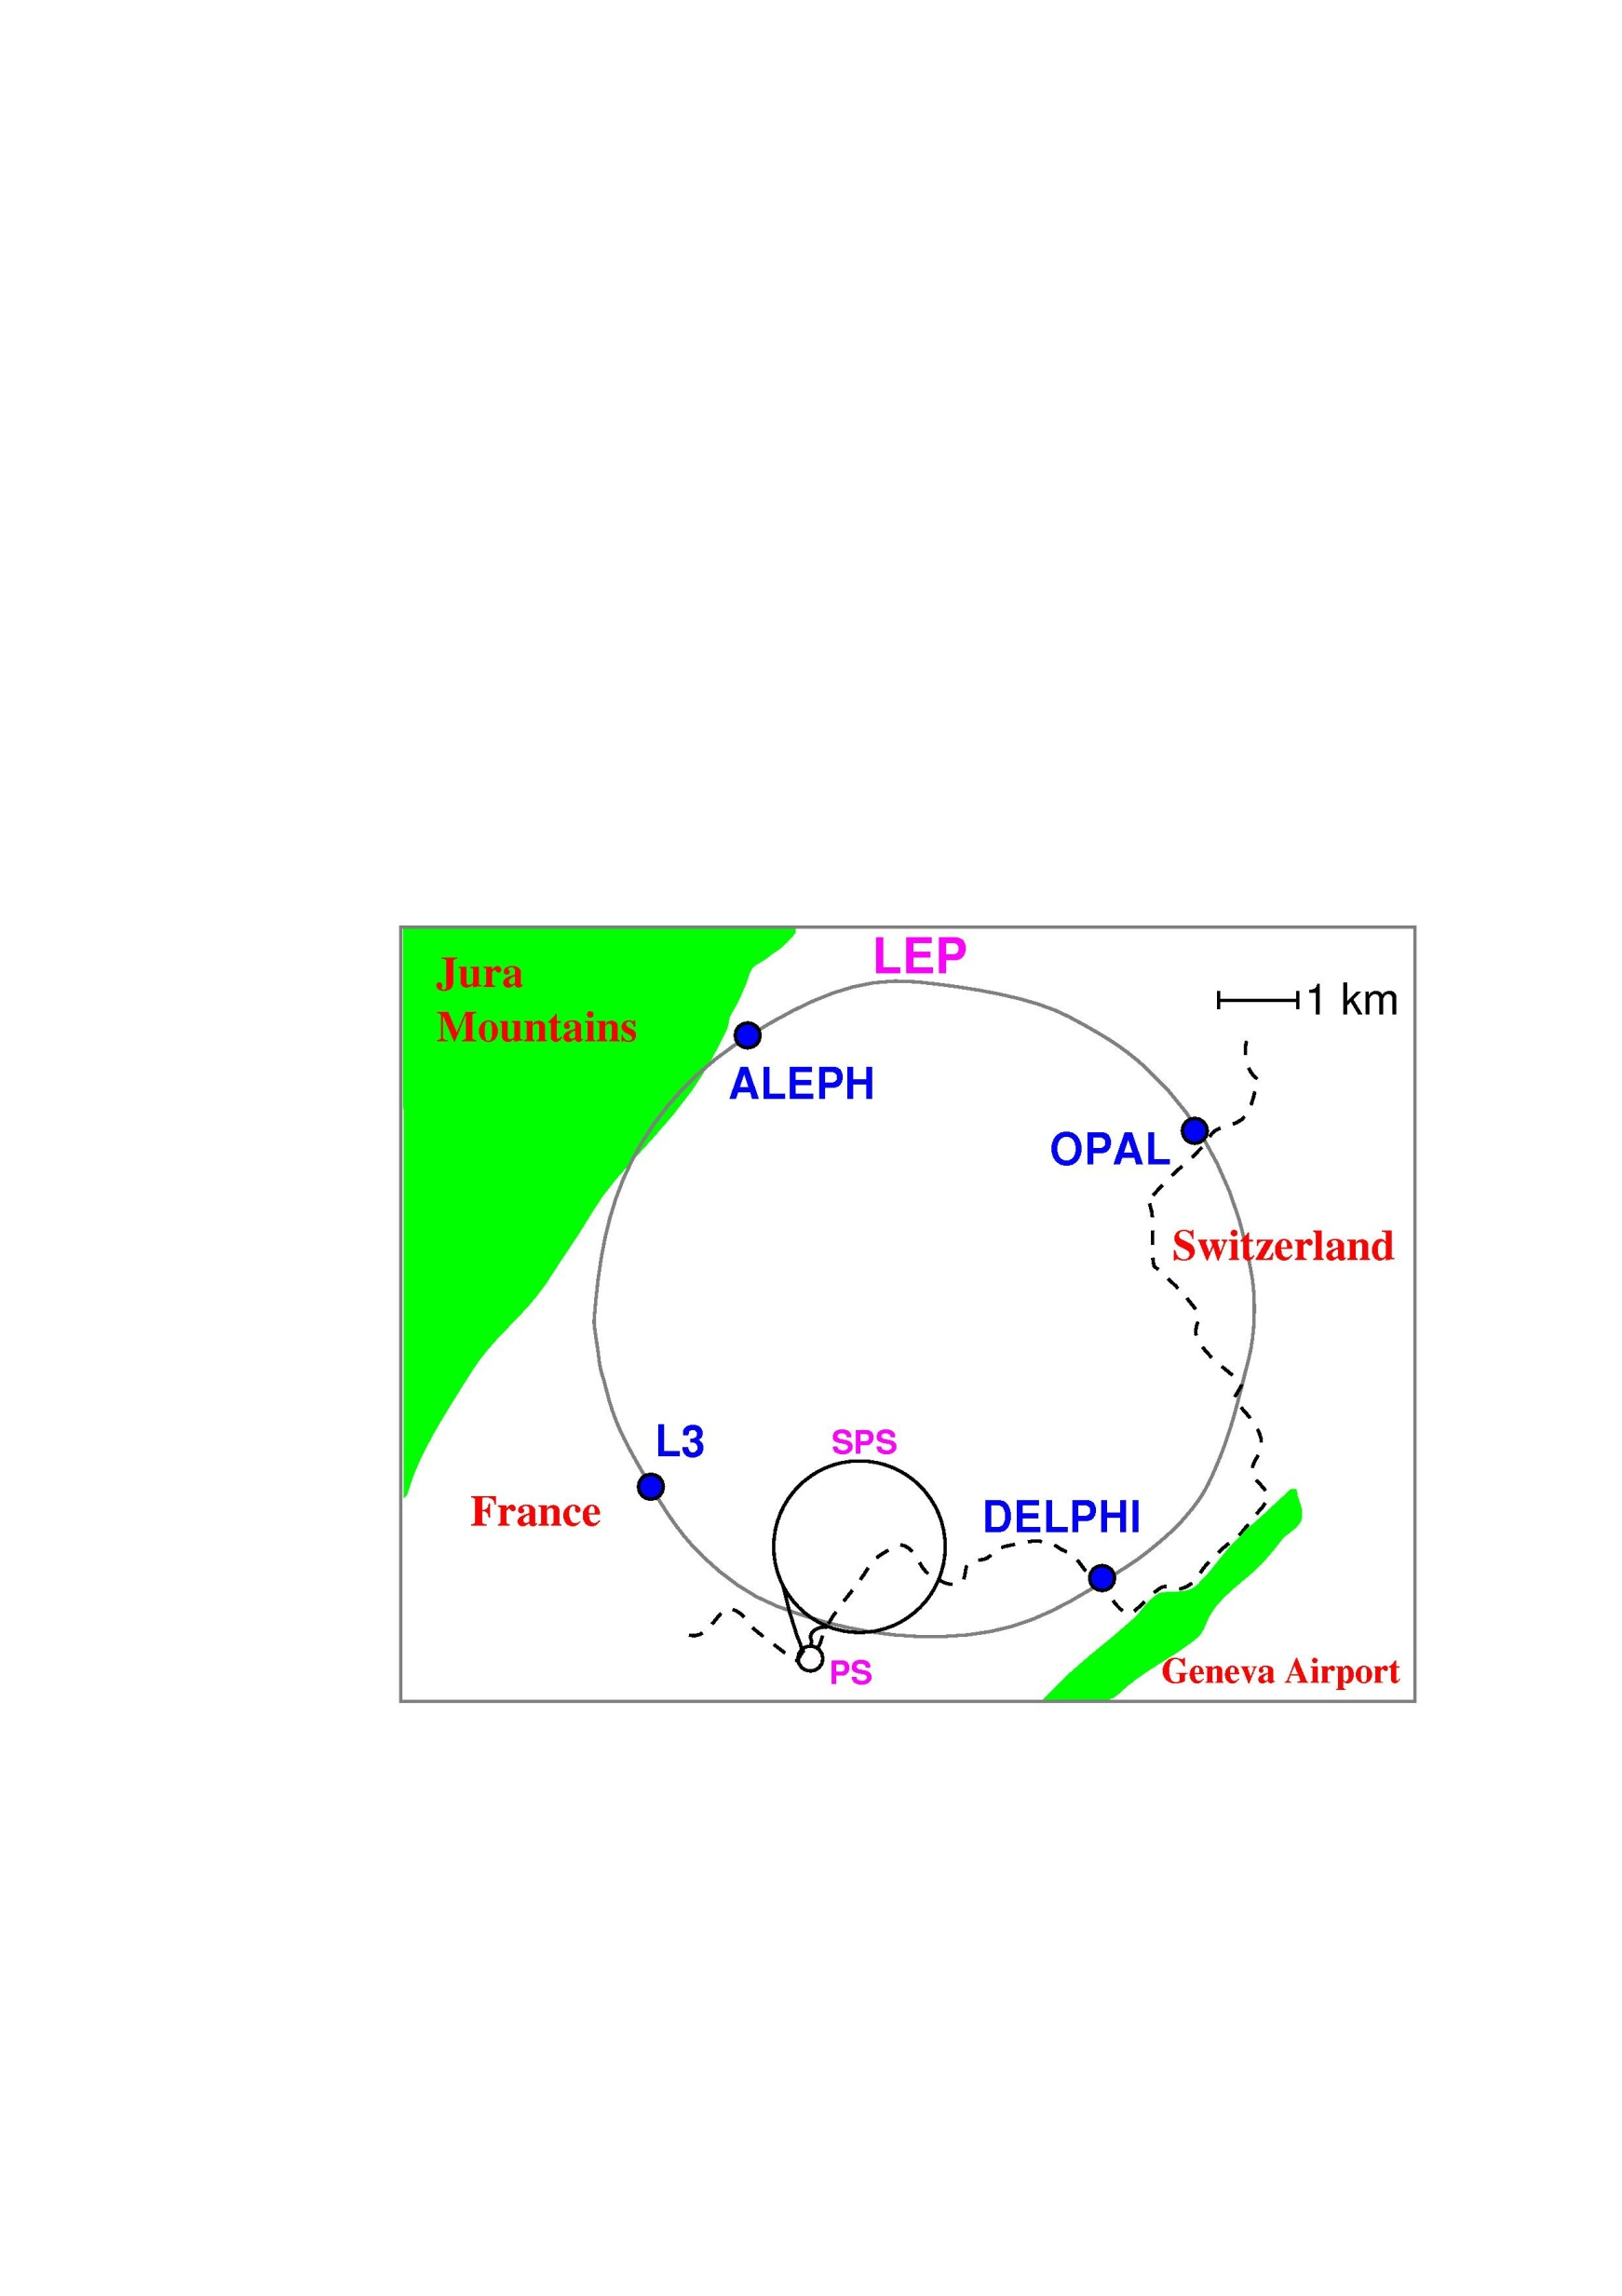 LEP
Jura
Mountains
1 km
ALEPH
OPAL
Switzerland
L3
SPS
France
DELPHI
PS
Geneva Airport